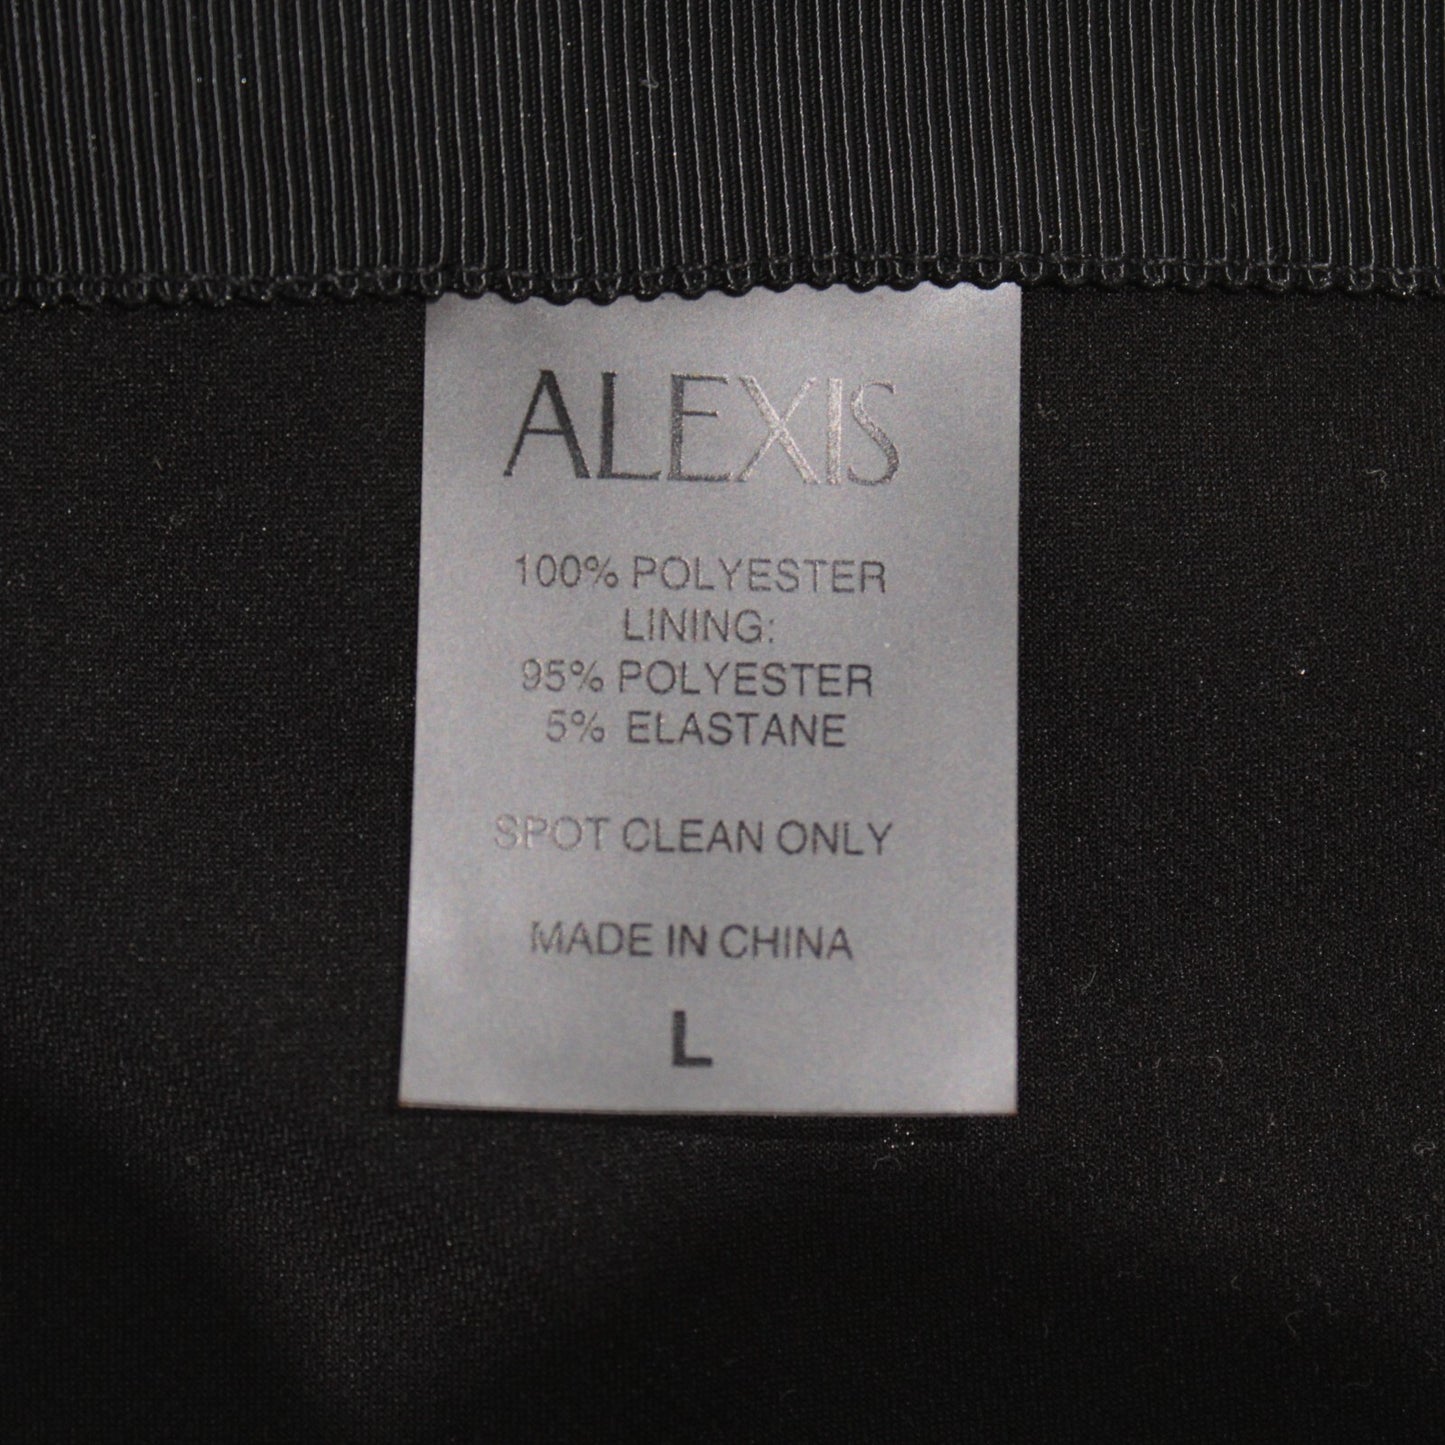 ALEXIS
100% POLYESTER
LINING:
95% POLYESTER
5% ELASTANE
SPOT CLEAN ONLY
MADE IN CHINA
L